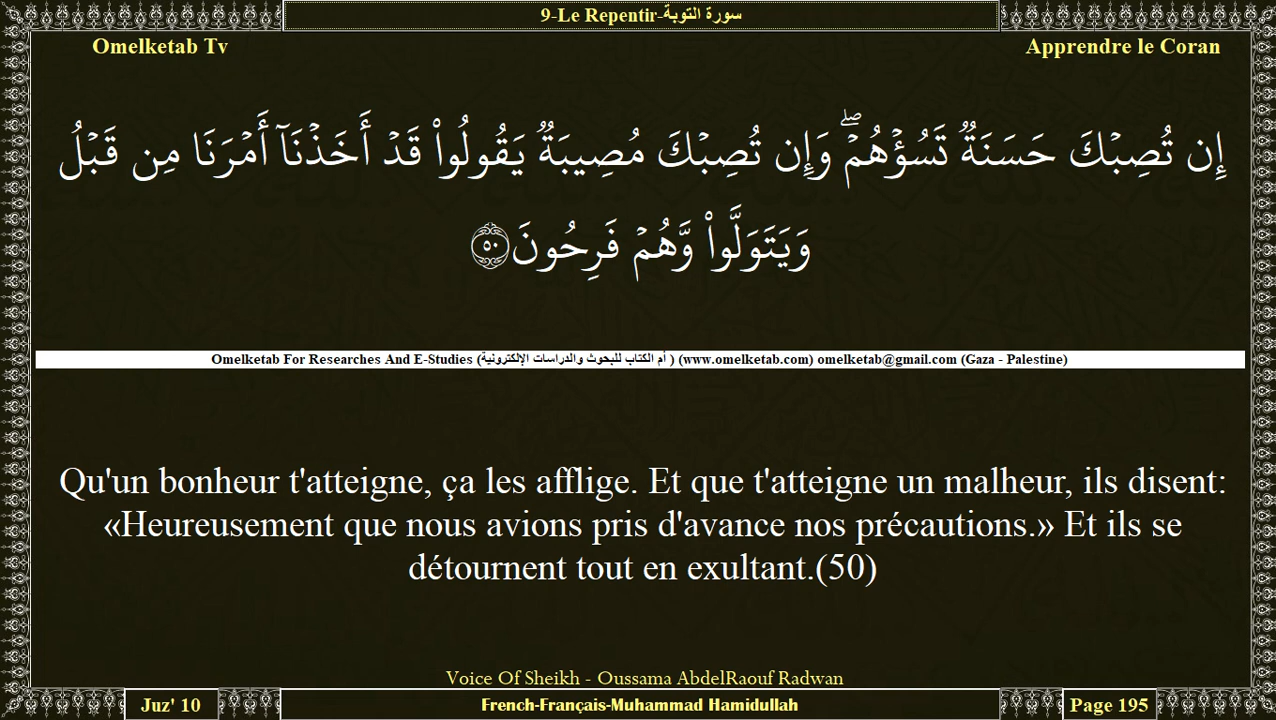 9-Le Repentir-سورة التوبة
Omelketab Tv
Apprendre le Coran
إِن تُصِبۡكَ حَسَنَةٞ تَسُؤۡهُمۡۖ وَإِن تُصِبۡكَ مُصِيبَةٞ يَقُولُواْ قَدۡ أَخَذۡنَآ أَمۡرَنَا مِن قَبۡلُ
وَيَتَوَلَّواْ وَّهُمۡ فَرِحُونَ ٥٠
Omelketab For Researches And E-Studies (أم الكتاب للبحوث والدراسات الإلكترونية ) (www.omelketab.com) omelketab@gmail.com (Gaza - Palestine)
Qu'un bonheur t'atteigne, ça les afflige. Et que t'atteigne un malheur, ils disent:
«Heureusement que nous avions pris d'avance nos précautions.» Et ils se
détournent tout en exultant.(50)
Voice Of Sheikh - Oussama AbdelRaouf Radwan
Juz' 10
French-Français-Muhammad Hamidullah
Page 195